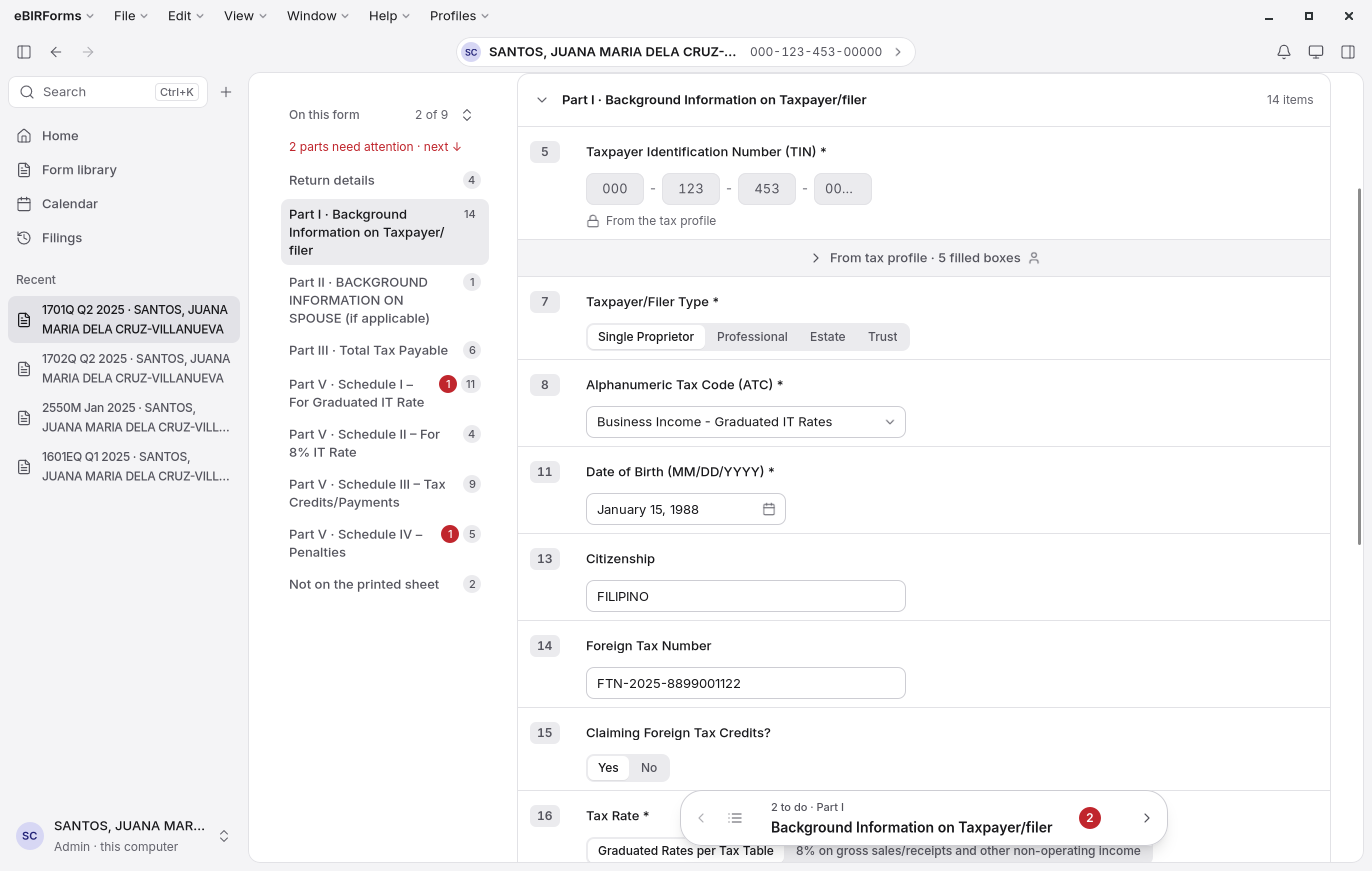 eBIRForms File Edit View Window Help Profiles
SC SANTOS, JUANA MARIA DELA CRUZ-... 000-123-453-00000
Search Ctrl+K
Home
Form library
Calendar
Filings
Recent
1701Q Q2 2025 · SANTOS, JUANA
MARIA DELA CRUZ-VILLANUEVA
1702Q Q2 2025 · SANTOS, JUANA
MARIA DELA CRUZ-VILLANUEVA
2550M Jan 2025 · SANTOS,
JUANA MARIA DELA CRUZ-VILL...
1601EQ Q1 2025 · SANTOS,
JUANA MARIA DELA CRUZ-VILL...
SC SANTOS, JUANA MAR...
Admin · this computer
On this form 2 of 9
2 parts need attention · next ↓
Return details 4
Part I · Background 14
Information on Taxpayer/
filer
Part II · BACKGROUND 1
INFORMATION ON
SPOUSE (if applicable)
Part III · Total Tax Payable 6
Part V · Schedule I – 1 11
For Graduated IT Rate
Part V · Schedule II – For 4
8% IT Rate
Part V · Schedule III – Tax 9
Credits/Payments
Part V · Schedule IV – 1 5
Penalties
Not on the printed sheet 2
Part I · Background Information on Taxpayer/filer 14 items
5 Taxpayer Identification Number (TIN) *
000 - 123 - 453 - 00...
From the tax profile
From tax profile · 5 filled boxes
7 Taxpayer/Filer Type *
Single Proprietor Professional Estate Trust
8 Alphanumeric Tax Code (ATC) *
Business Income - Graduated IT Rates
11 Date of Birth (MM/DD/YYYY) *
January 15, 1988
13 Citizenship
FILIPINO
14 Foreign Tax Number
FTN-2025-8899001122
15 Claiming Foreign Tax Credits?
Yes No
16 Tax Rate *
Graduated Rates per Tax Table 8% on gross sales/receipts and other non-operating income
2 to do · Part I
Background Information on Taxpayer/filer 2